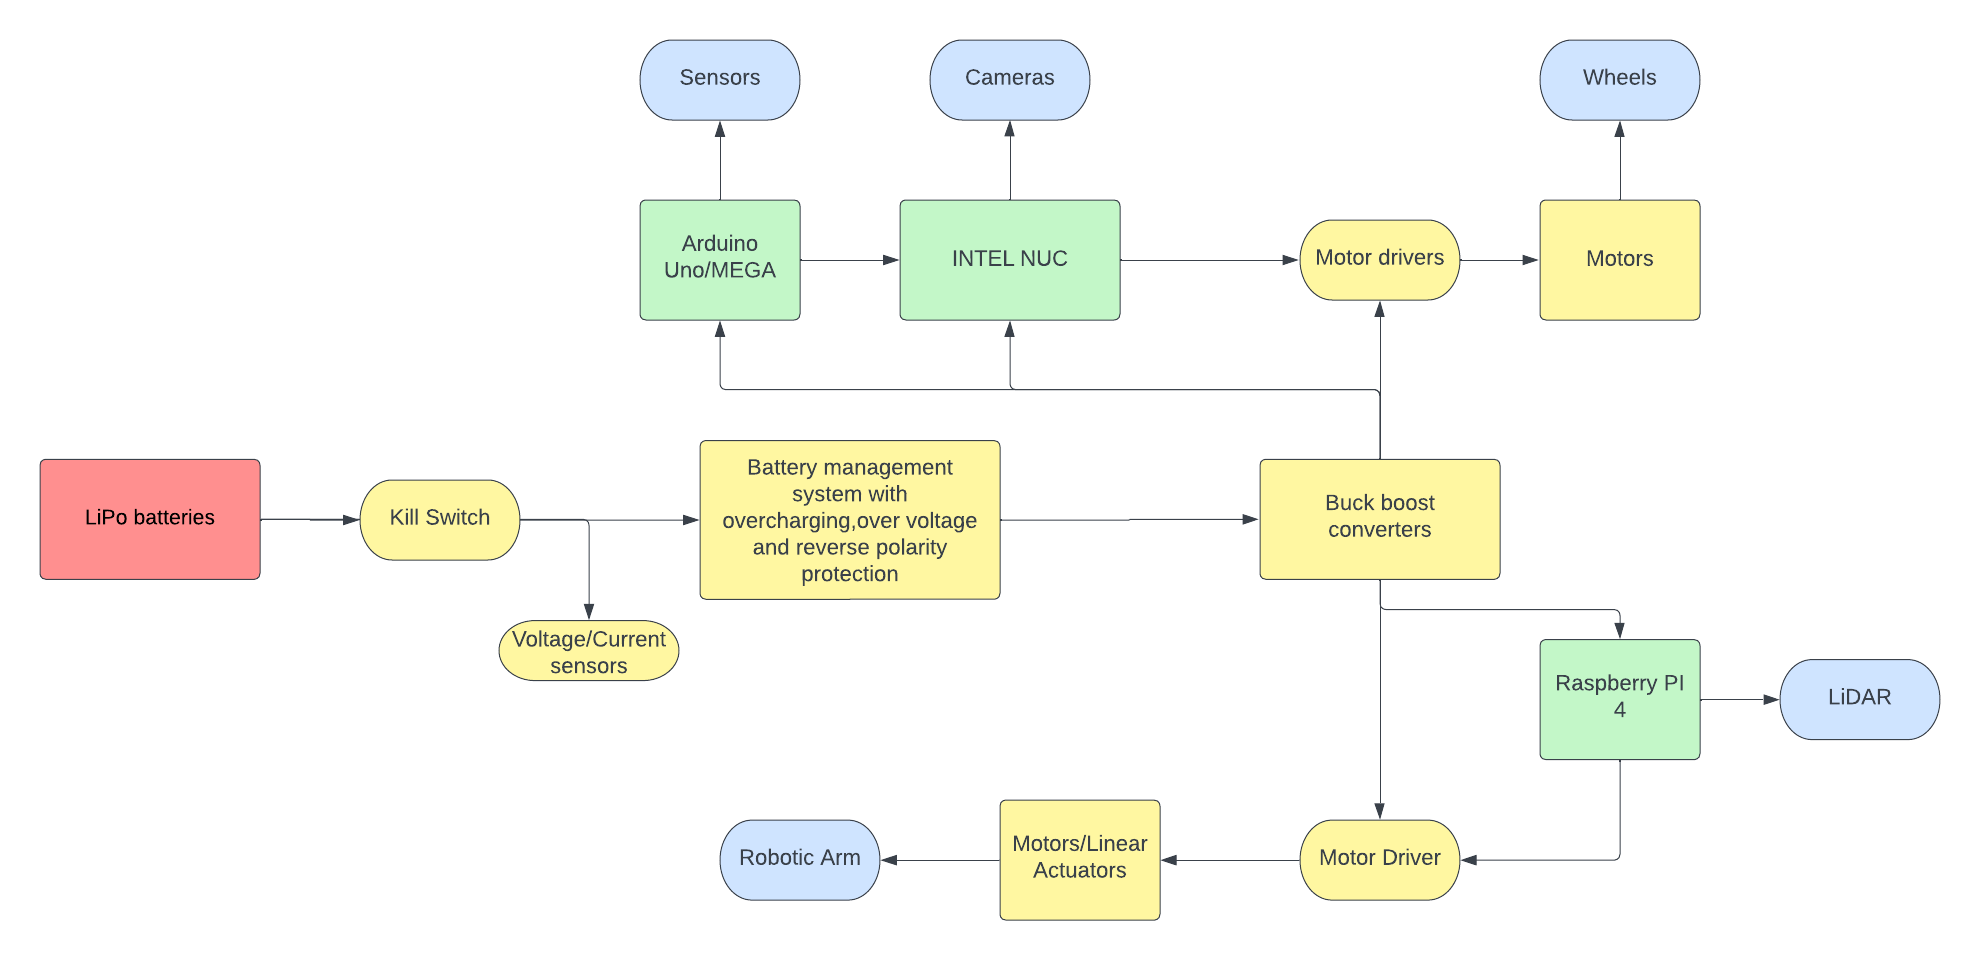 Sensors
Cameras
Wheels
Arduino
Uno/MEGA
INTEL NUC
Motor drivers
Motors
LiPo batteries
Kill Switch
Battery management
system with
overcharging,over voltage
and reverse polarity
protection
Buck boost
converters
Voltage/Current
sensors
Raspberry PI
4
LiDAR
Robotic Arm
Motors/Linear
Actuators
Motor Driver